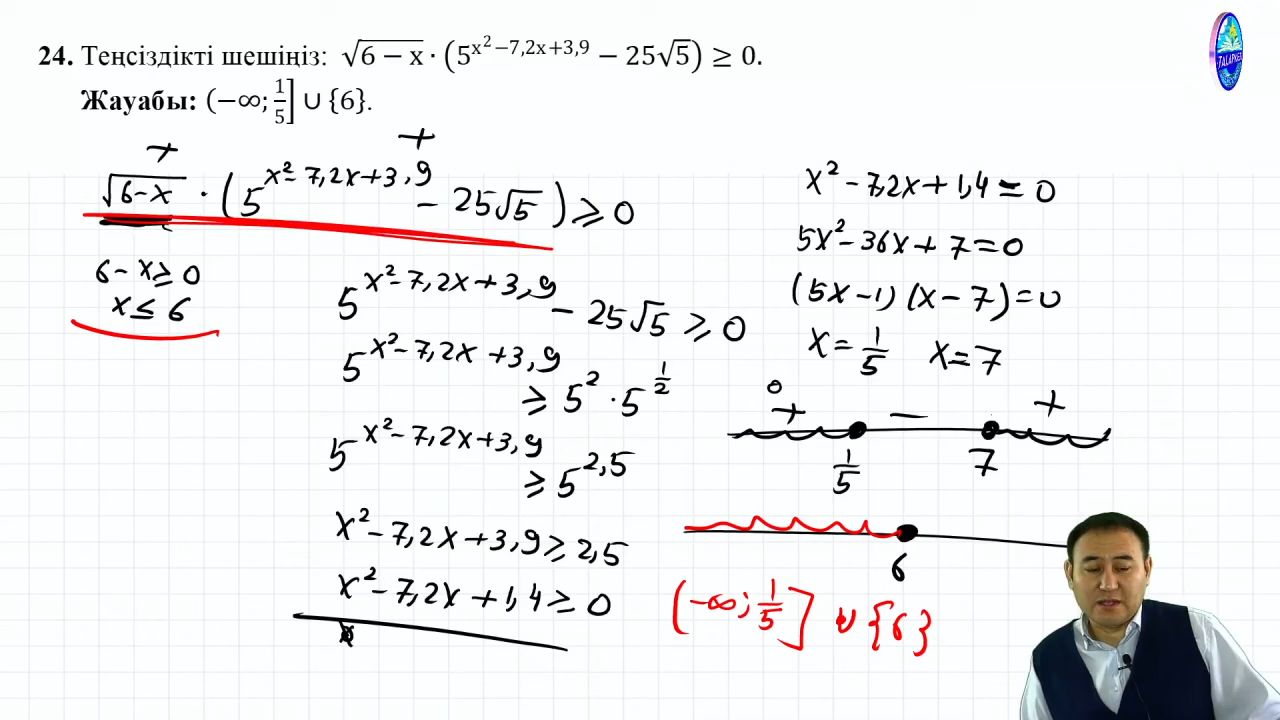 24. Теңсіздікті шешіңіз: √(6 − x) · (5^(x² − 7,2x + 3,9) − 25√5) ≥ 0.
Жауабы: (−∞; 1/5] ∪ {6}.
TALAPKER
+ +
√(6-x) · (5^(x² - 7,2x + 3,9) - 25√5) ≥ 0
6 - x ≥ 0
x ≤ 6
5^(x² - 7,2x + 3,9) - 25√5 ≥ 0
5^(x² - 7,2x + 3,9) ≥ 5² · 5^(1/2)
5^(x² - 7,2x + 3,9) ≥ 5^(2,5)
x² - 7,2x + 3,9 ≥ 2,5
x² - 7,2x + 1,4 ≥ 0
x² - 7,2x + 1,4 = 0
5x² - 36x + 7 = 0
(5x - 1) (x - 7) = 0
x = 1/5 x = 7
0
+ − +
1/5 7
6
(-∞; 1/5] ∪ {6}